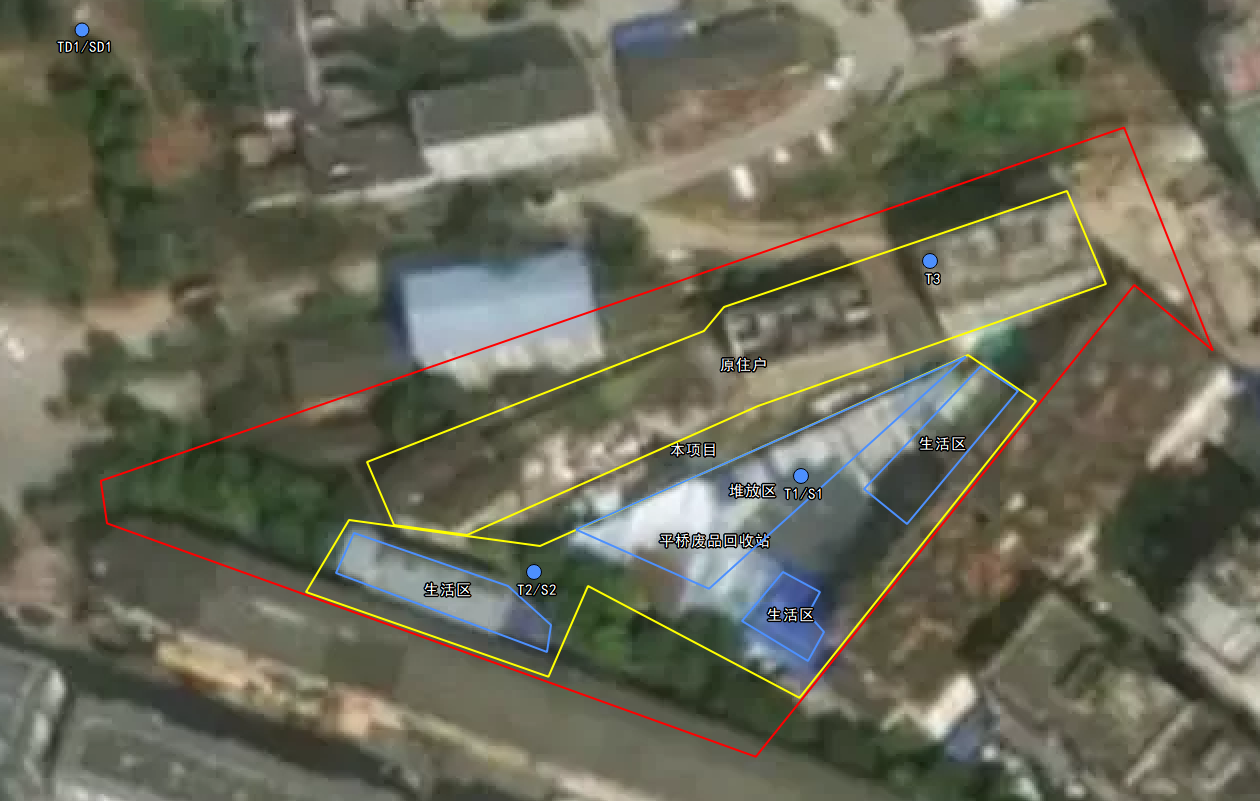 TD1/SD1
T3
原住户
生活区
本项目
堆放区
T1/S1
平桥废品回收站
生活区
T2/S2
生活区